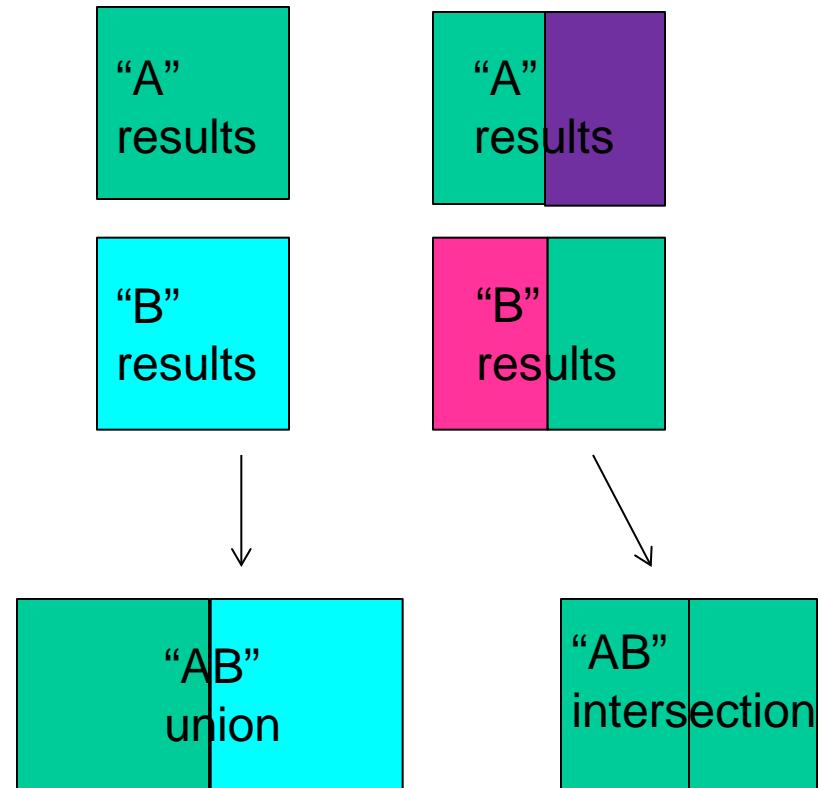 “A”
results
“A”
results
“B”
results
“B”
results
“AB”
union
“AB”
intersection